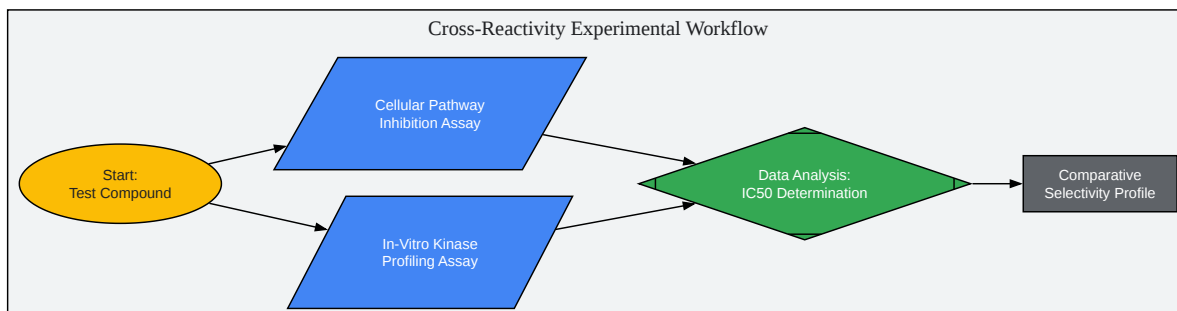 Cross-Reactivity Experimental Workflow
Start:
Test Compound
Cellular Pathway
Inhibition Assay
In-Vitro Kinase
Profiling Assay
Data Analysis:
IC50 Determination
Comparative
Selectivity Profile